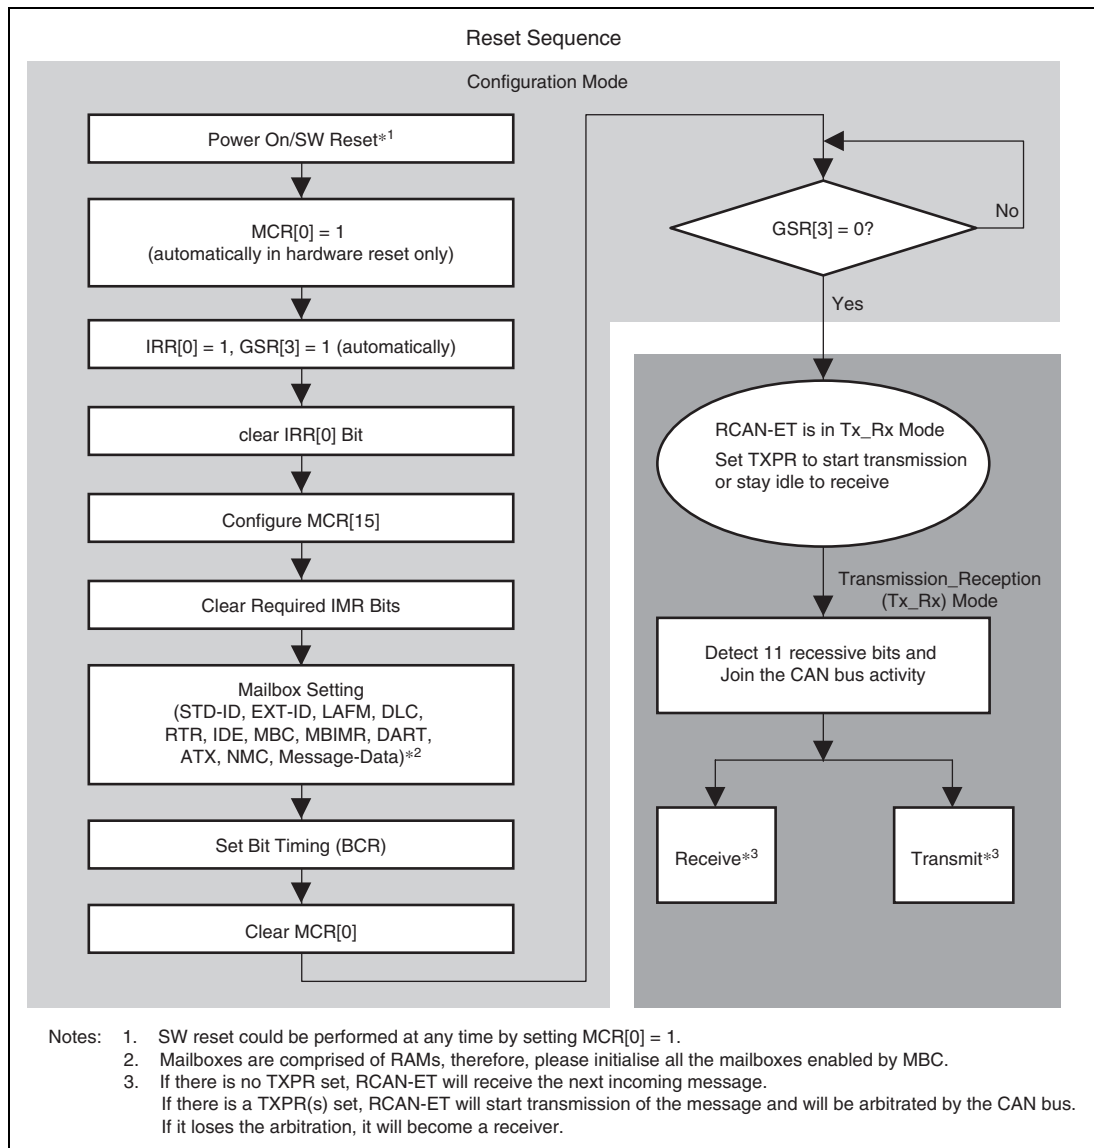 Reset Sequence
Configuration Mode
Power On/SW Reset*1
MCR[0] = 1
(automatically in hardware reset only)
IRR[0] = 1, GSR[3] = 1 (automatically)
clear IRR[0] Bit
Configure MCR[15]
Clear Required IMR Bits
Mailbox Setting
(STD-ID, EXT-ID, LAFM, DLC,
RTR, IDE, MBC, MBIMR, DART,
ATX, NMC, Message-Data)*2
Set Bit Timing (BCR)
Clear MCR[0]
GSR[3] = 0?
No
Yes
RCAN-ET is in Tx_Rx Mode
Set TXPR to start transmission
or stay idle to receive
Transmission_Reception
(Tx_Rx) Mode
Detect 11 recessive bits and
Join the CAN bus activity
Receive*3
Transmit*3
Notes: 1. SW reset could be performed at any time by setting MCR[0] = 1.
2. Mailboxes are comprised of RAMs, therefore, please initialise all the mailboxes enabled by MBC.
3. If there is no TXPR set, RCAN-ET will receive the next incoming message.
If there is a TXPR(s) set, RCAN-ET will start transmission of the message and will be arbitrated by the CAN bus.
If it loses the arbitration, it will become a receiver.